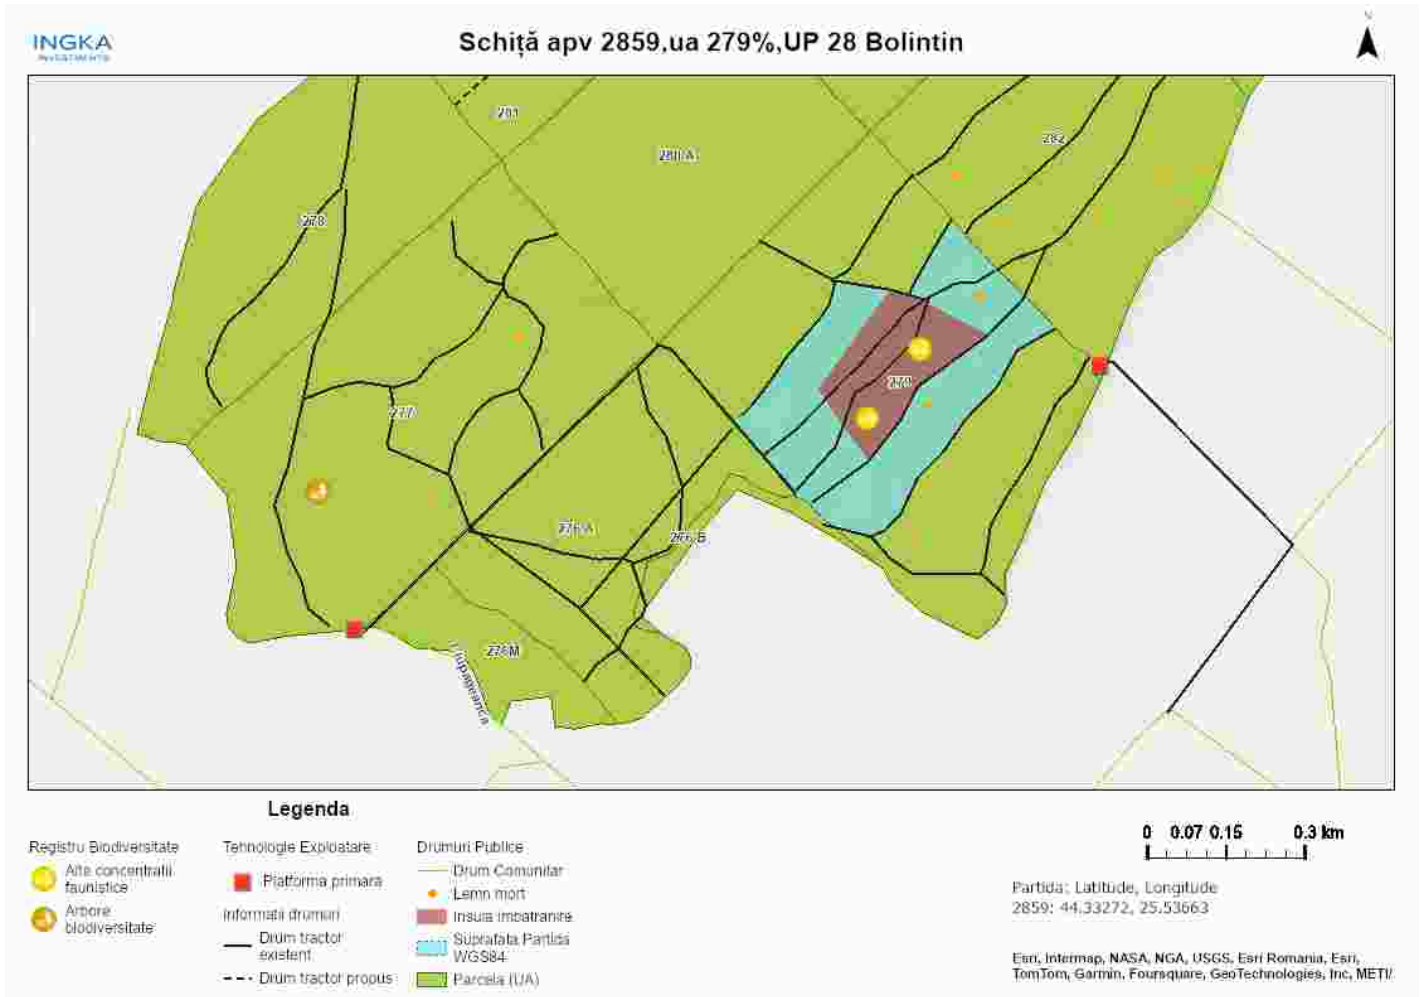 INGKA
INVESTMENTS
Schiță apv 2859,ua 279%,UP 28 Bolintin
N
281
280 A
282
278
279
277
276 A
276 B
276M
Legenda
Registru Biodiversitate
Alte concentratii
faunistice
Arbore
biodiversitate
Tehnologie Exploatare
Platforma primara
Informatii drumuri
Drum tractor
existent
Drum tractor propus
Drumuri Publice
Drum Comunitar
Lemn mort
Insula imbatranire
Suprafata Partida
WGS84
Parcela (UA)
0 0.07 0.15 0.3 km
Partida: Latitude, Longitude
2859: 44.33272, 25.53663
Esri, Intermap, NASA, NGA, USGS, Esri Romania, Esri,
TomTom, Garmin, Foursquare, GeoTechnologies, Inc, METI/